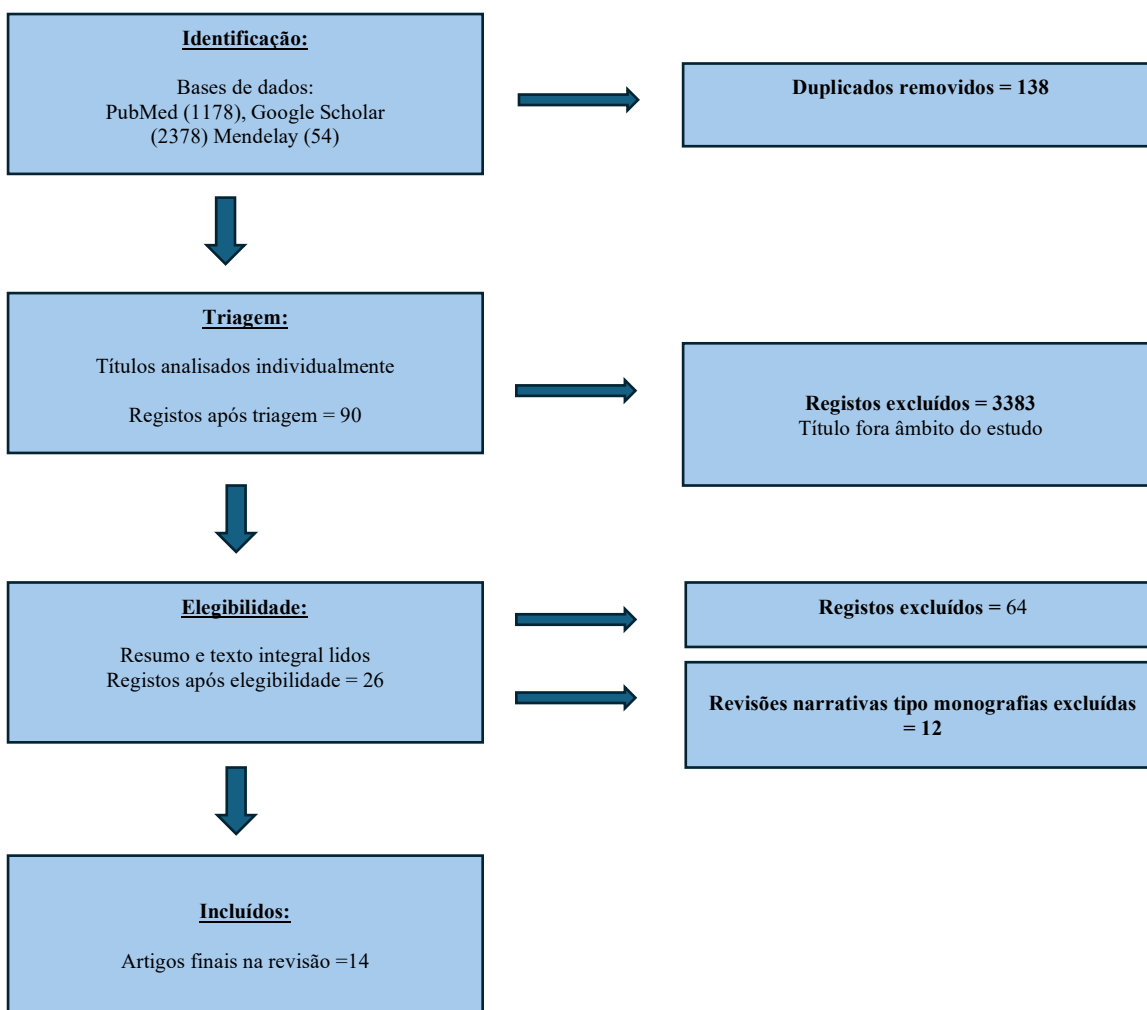 Identificação:
Bases de dados:
PubMed (1178), Google Scholar
(2378) Mendelay (54)
Duplicados removidos = 138
Triagem:
Títulos analisados individualmente
Registos após triagem = 90
Registos excluídos = 3383
Título fora âmbito do estudo
Elegibilidade:
Resumo e texto integral lidos
Registos após elegibilidade = 26
Registos excluídos = 64
Revisões narrativas tipo monografias excluídas
= 12
Incluídos:
Artigos finais na revisão =14